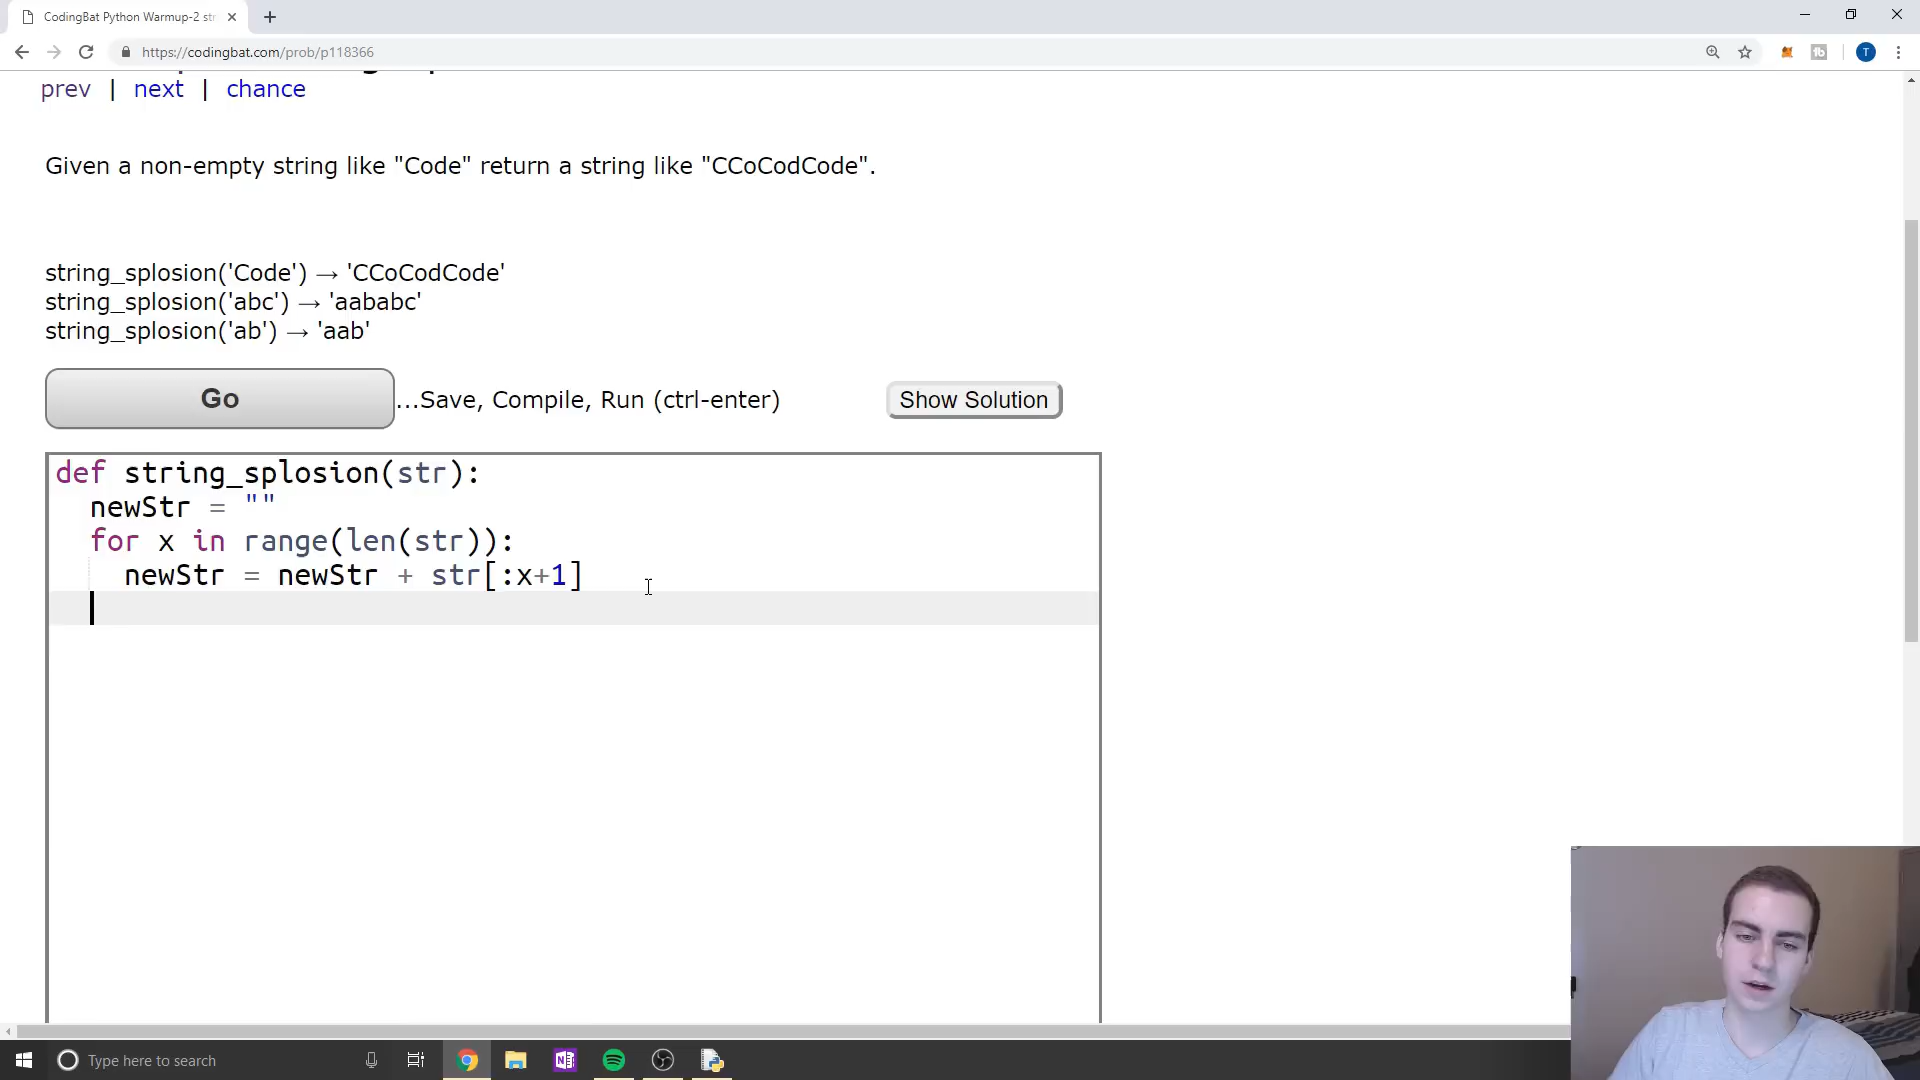 CodingBat Python Warmup-2 str
https://codingbat.com/prob/p118366
T
prev | next | chance
Given a non-empty string like "Code" return a string like "CCoCodCode".
string_splosion('Code') → 'CCoCodCode'
string_splosion('abc') → 'aababc'
string_splosion('ab') → 'aab'
Go ...Save, Compile, Run (ctrl-enter) Show Solution
def string_splosion(str):
newStr = ""
for x in range(len(str)):
newStr = newStr + str[:x+1]
Type here to search